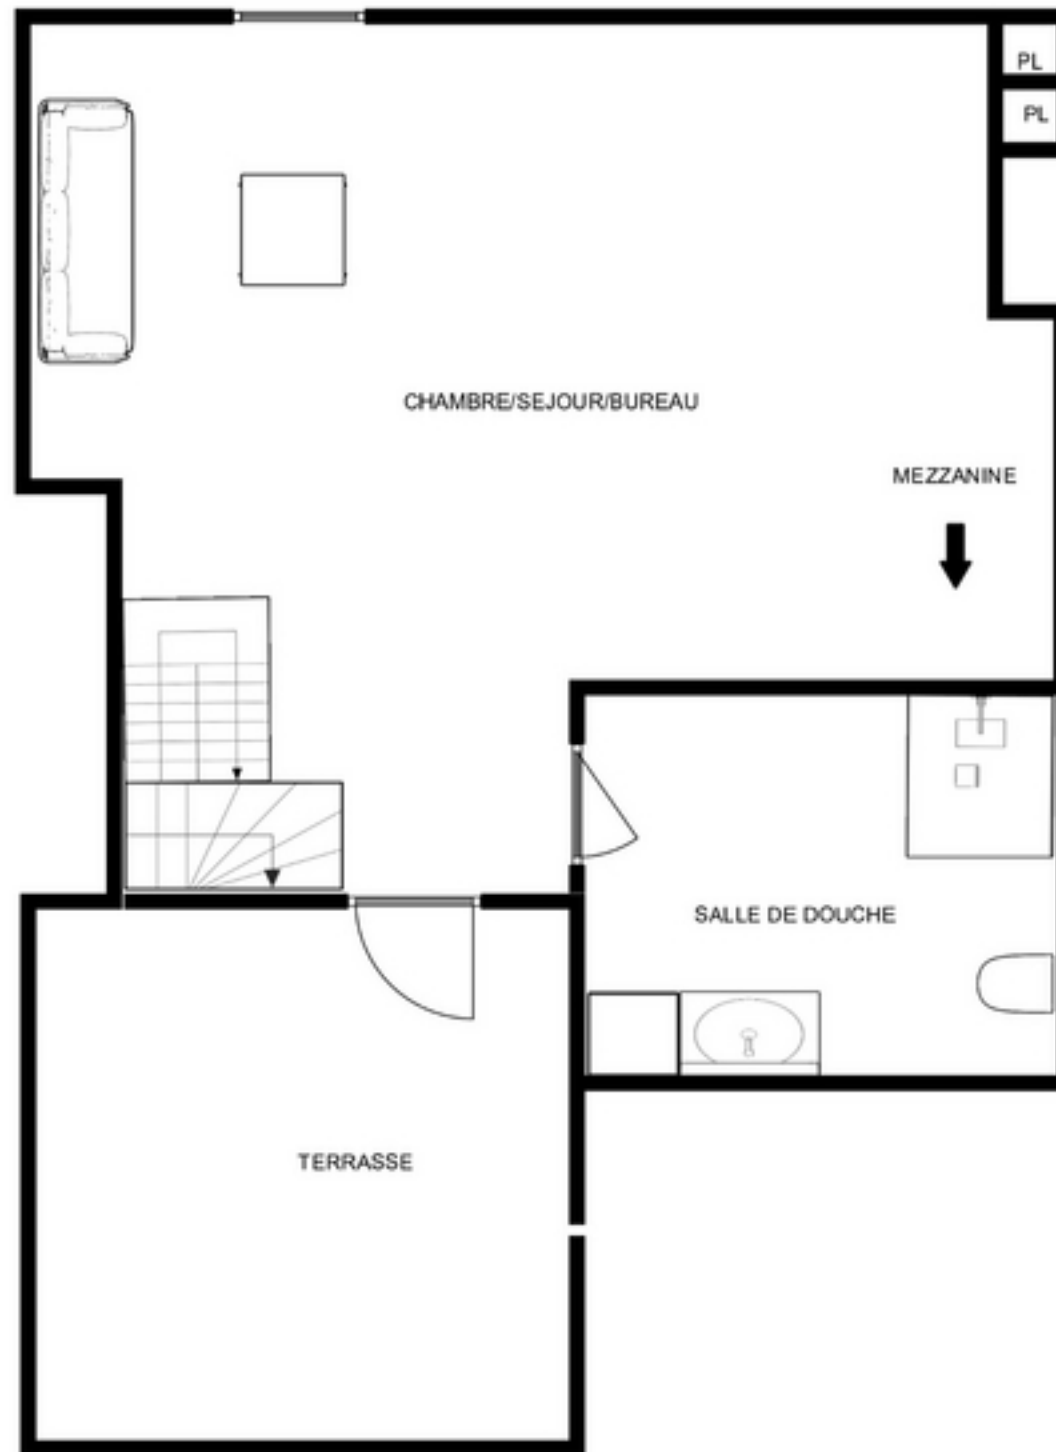 PL
PL
CHAMBRE/SEJOUR/BUREAU
MEZZANINE
SALLE DE DOUCHE
TERRASSE